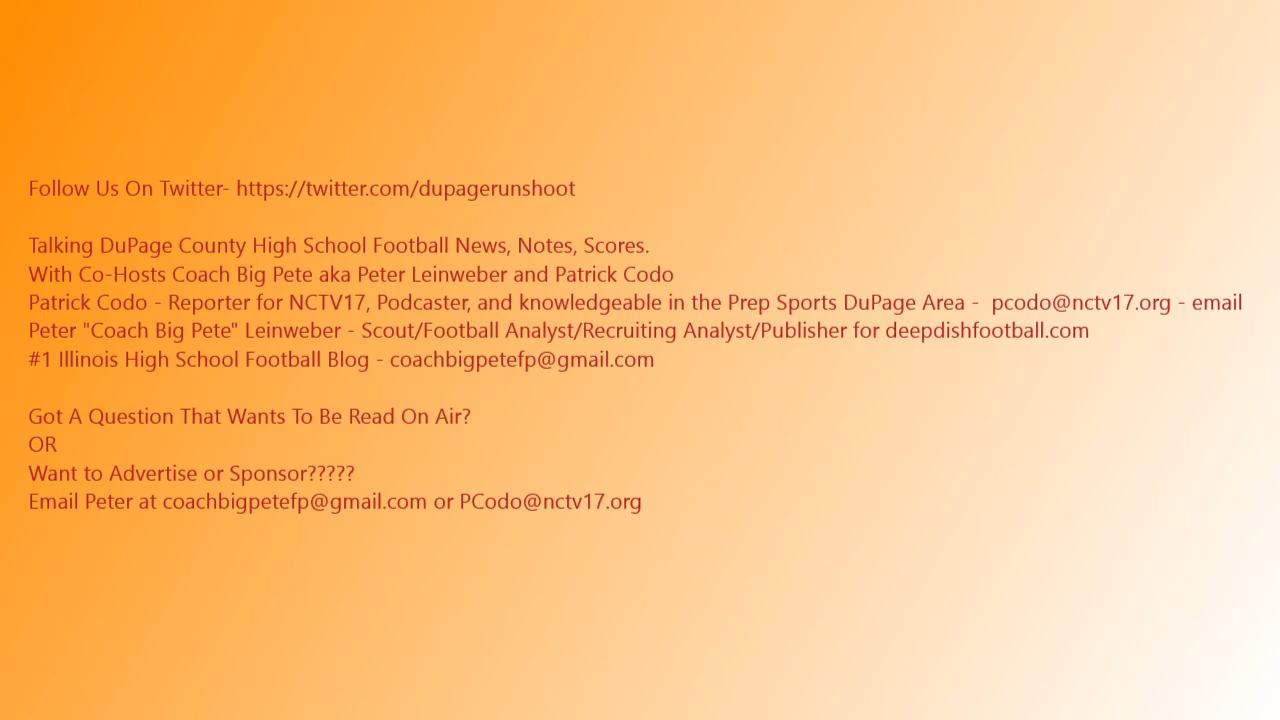 Follow Us On Twitter- https://twitter.com/dupagerunshoot
Talking DuPage County High School Football News, Notes, Scores.
With Co-Hosts Coach Big Pete aka Peter Leinweber and Patrick Codo
Patrick Codo - Reporter for NCTV17, Podcaster, and knowledgeable in the Prep Sports DuPage Area -  pcodo@nctv17.org - email
Peter "Coach Big Pete" Leinweber - Scout/Football Analyst/Recruiting Analyst/Publisher for deepdishfootball.com
#1 Illinois High School Football Blog - coachbigpetefp@gmail.com
Got A Question That Wants To Be Read On Air?
OR
Want to Advertise or Sponsor?????
Email Peter at coachbigpetefp@gmail.com or PCodo@nctv17.org